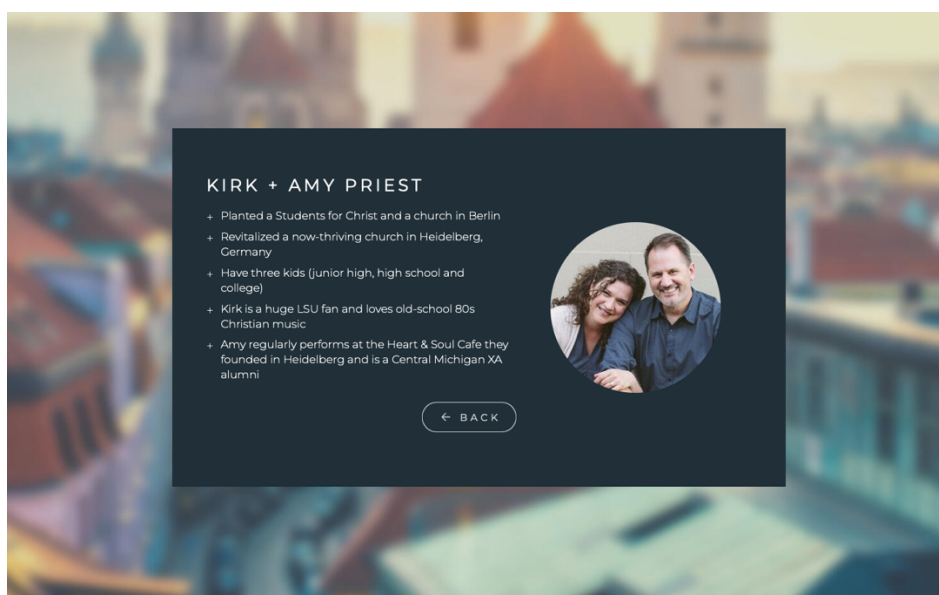 KIRK + AMY PRIEST
+ Planted a Students for Christ and a church in Berlin
+ Revitalized a now-thriving church in Heidelberg,
Germany
+ Have three kids (junior high, high school and
college)
+ Kirk is a huge LSU fan and loves old-school 80s
Christian music
+ Amy regularly performs at the Heart & Soul Cafe they
founded in Heidelberg and is a Central Michigan XA
alumni
← BACK